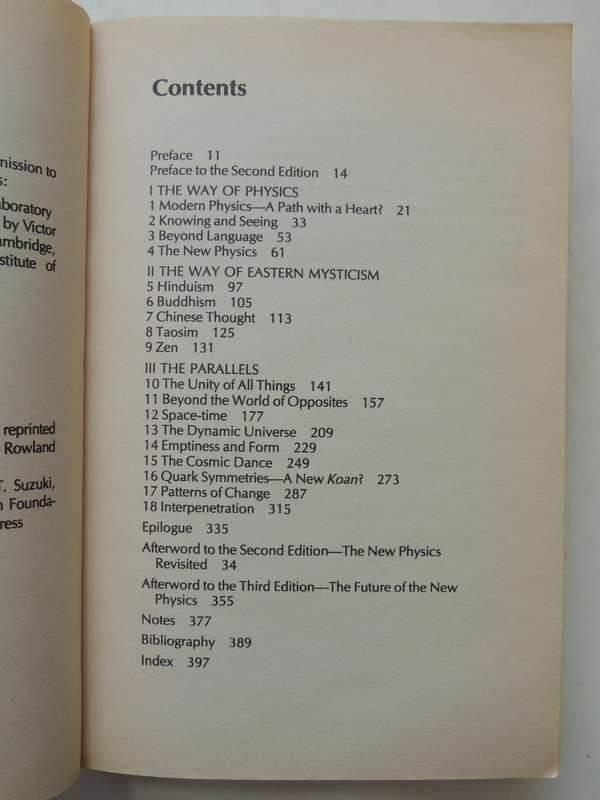 mission to
s:
aboratory
by Victor
ambridge,
stitute of
reprinted
Rowland
T. Suzuki,
n Founda-
ress
Contents
Preface 11
Preface to the Second Edition 14
I THE WAY OF PHYSICS
1 Modern Physics—A Path with a Heart? 21
2 Knowing and Seeing 33
3 Beyond Language 53
4 The New Physics 61
II THE WAY OF EASTERN MYSTICISM
5 Hinduism 97
6 Buddhism 105
7 Chinese Thought 113
8 Taosim 125
9 Zen 131
III THE PARALLELS
10 The Unity of All Things 141
11 Beyond the World of Opposites 157
12 Space-time 177
13 The Dynamic Universe 209
14 Emptiness and Form 229
15 The Cosmic Dance 249
16 Quark Symmetries—A New Koan? 273
17 Patterns of Change 287
18 Interpenetration 315
Epilogue 335
Afterword to the Second Edition—The New Physics
Revisited 34
Afterword to the Third Edition—The Future of the New
Physics 355
Notes 377
Bibliography 389
Index 397